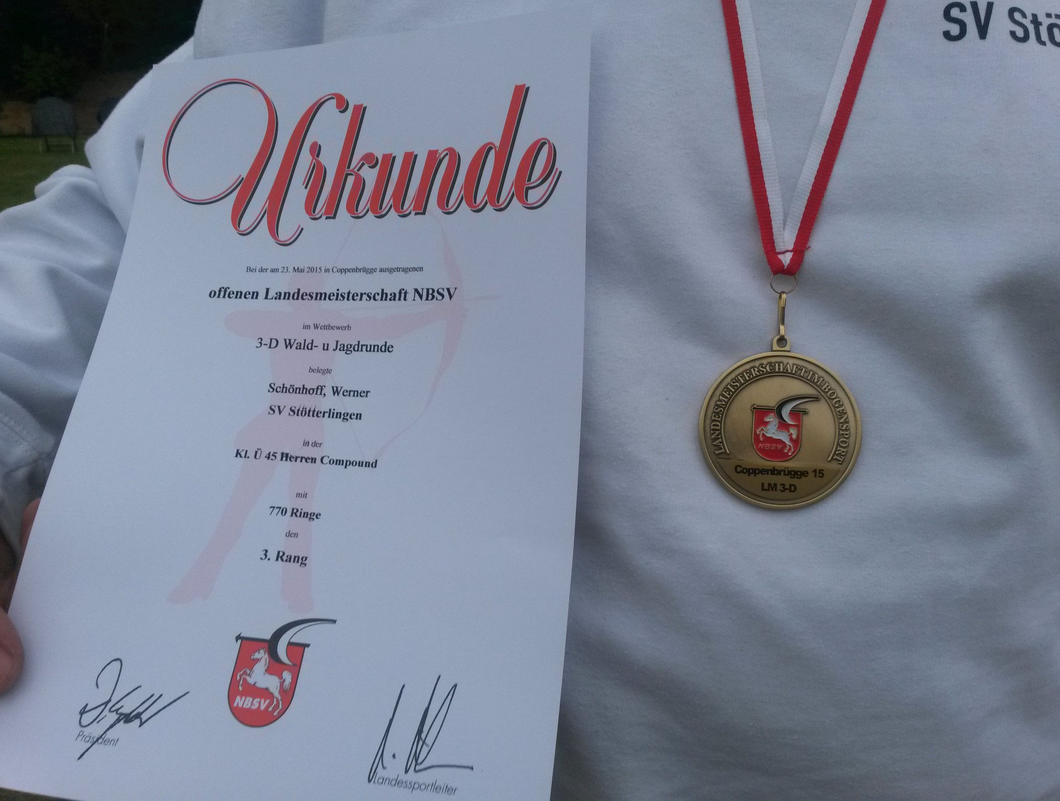 Urkunde
Bei der am 23. Mai 2015 in Coppenbrügge ausgetragenen
offenen Landesmeisterschaft NBSV
im Wettbewerb
3-D Wald- u Jagdrunde
belegte
Schönhoff, Werner
SV Stötterlingen
in der
Kl. Ü 45 Herren Compound
mit
770 Ringe
den
3. Rang
NBSV
Präsident
Landessportleiter
SV Stö
LANDESMEISTERSCHAFT IM BOGENSPORT
NBSV
Coppenbrügge 15
LM 3-D